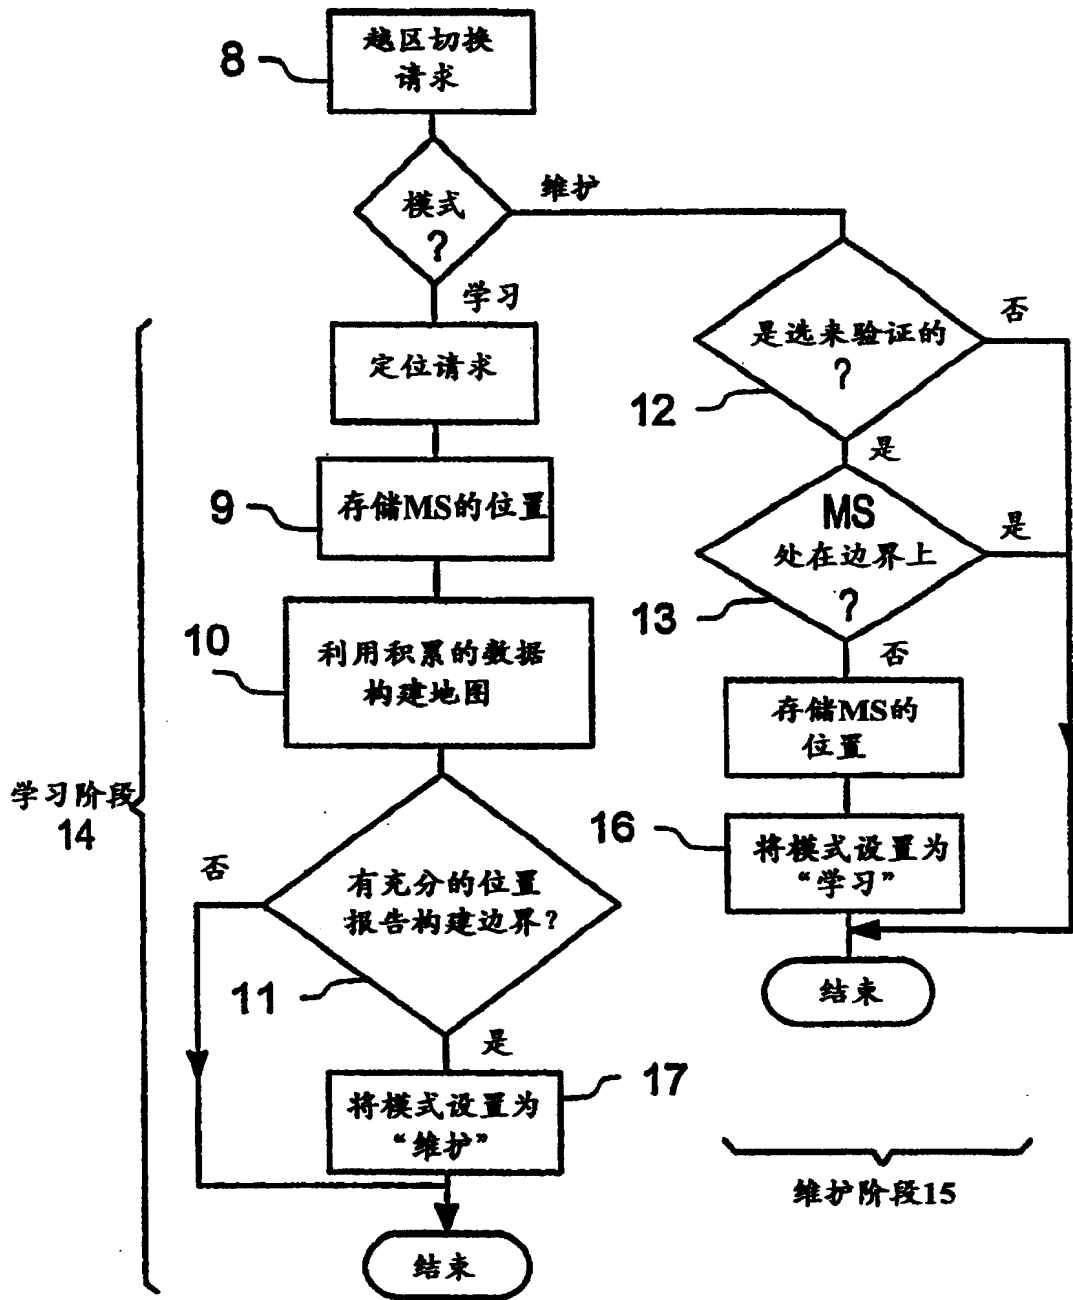 越区切换
请求
8
模式
?
维护
学习
定位请求
9
存储MS的位置
10
利用积累的数据
构建地图
学习阶段
14
否
有充分的位置
报告构建边界?
11
是
将模式设置为
“维护”
17
结束
是选来验证的
?
12
否
是
MS
处在边界上
?
13
是
否
存储MS的
位置
16
将模式设置为
“学习”
结束
维护阶段15